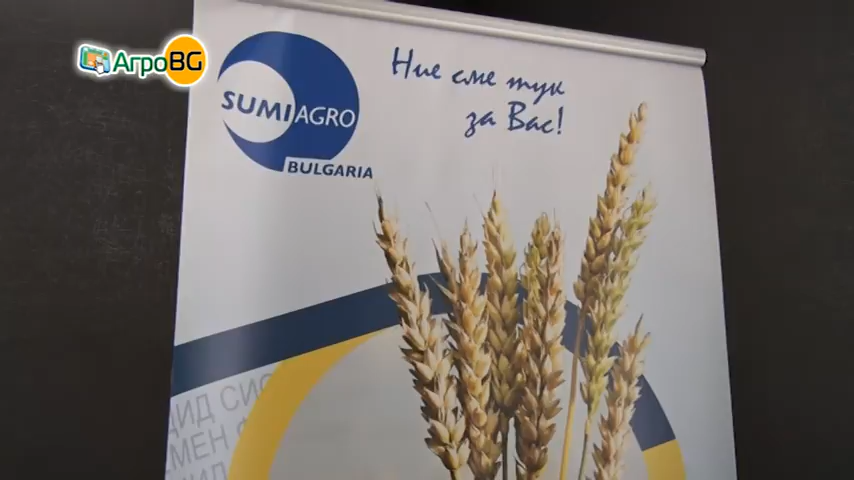 АгроBG
SUMI AGRO
BULGARIA
Ние сме тук
за Вас!